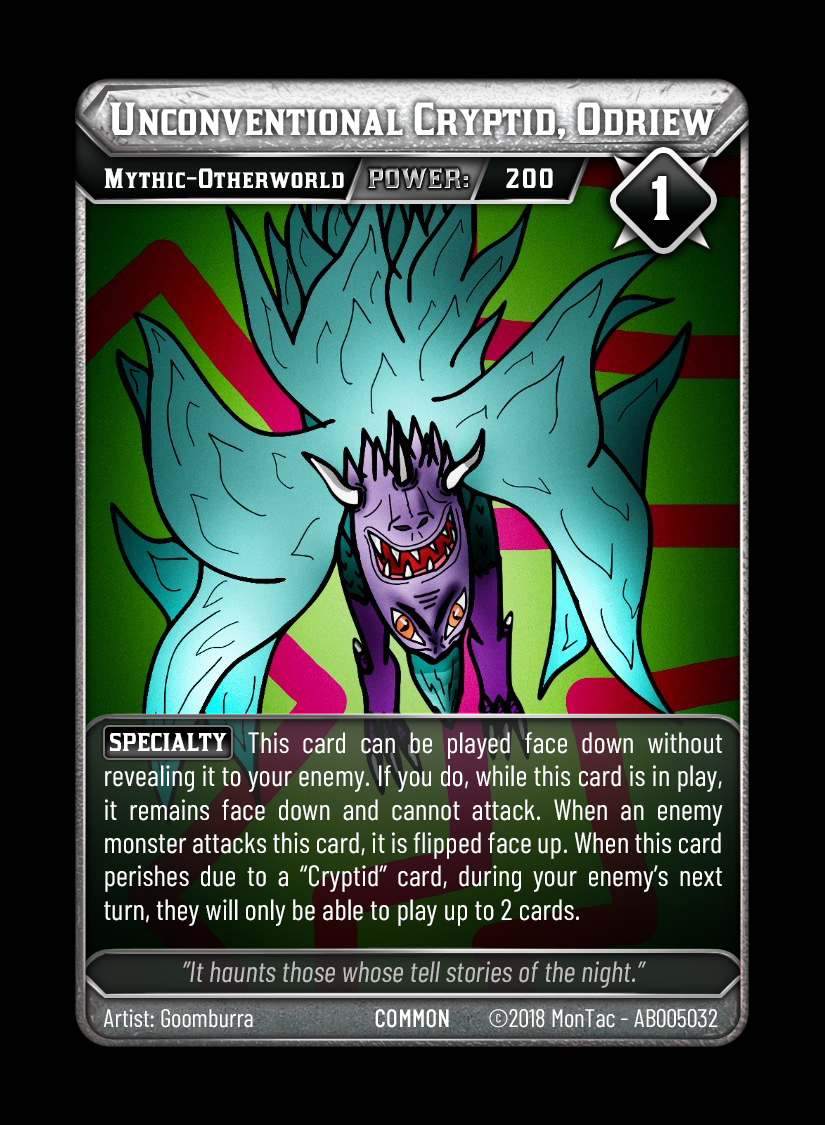 Unconventional Cryptid, Odriew
Mythic-Otherworld POWER: 200
1
SPECIALTY This card can be played face down without
revealing it to your enemy. If you do, while this card is in play,
it remains face down and cannot attack. When an enemy
monster attacks this card, it is flipped face up. When this card
perishes due to a “Cryptid” card, during your enemy’s next
turn, they will only be able to play up to 2 cards.
“It haunts those whose tell stories of the night.”
Artist: Goomburra COMMON ©2018 MonTac - AB005032